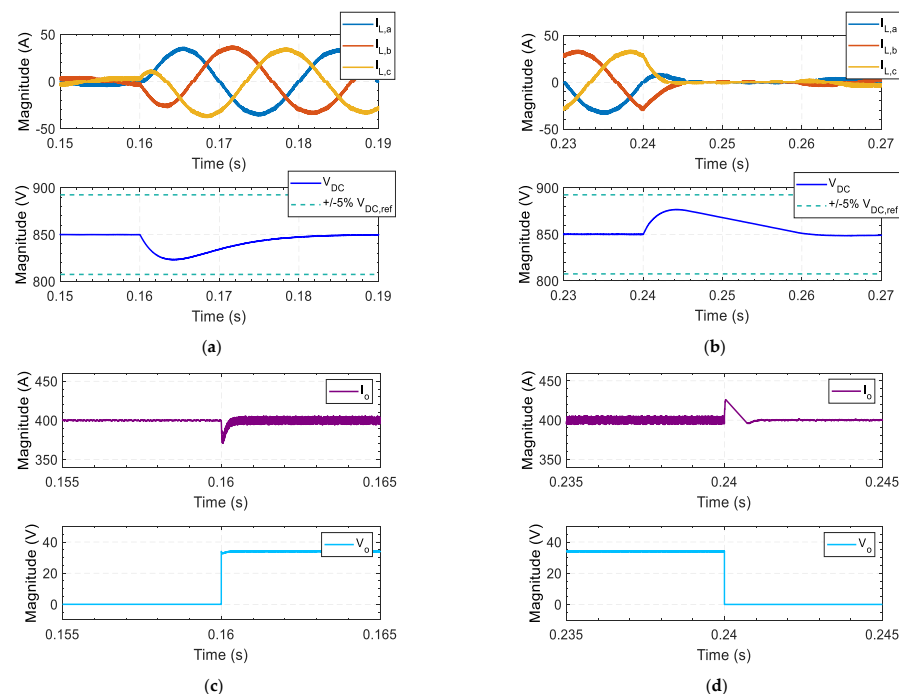 50
0
-50
Magnitude (A)
0.15 0.16 0.17 0.18 0.19
Time (s)
I_L,a
I_L,b
I_L,c
900
850
800
Magnitude (V)
0.15 0.16 0.17 0.18 0.19
Time (s)
V_DC
+/-5% V_DC,ref
(a)
50
0
-50
Magnitude (A)
0.23 0.24 0.25 0.26 0.27
Time (s)
I_L,a
I_L,b
I_L,c
900
850
800
Magnitude (V)
0.23 0.24 0.25 0.26 0.27
Time (s)
V_DC
+/-5% V_DC,ref
(b)
450
400
350
Magnitude (A)
0.155 0.16 0.165
Time (s)
I_o
40
20
0
Magnitude (V)
0.155 0.16 0.165
Time (s)
V_o
(c)
450
400
350
Magnitude (A)
0.235 0.24 0.245
Time (s)
I_o
40
20
0
Magnitude (V)
0.235 0.24 0.245
Time (s)
V_o
(d)